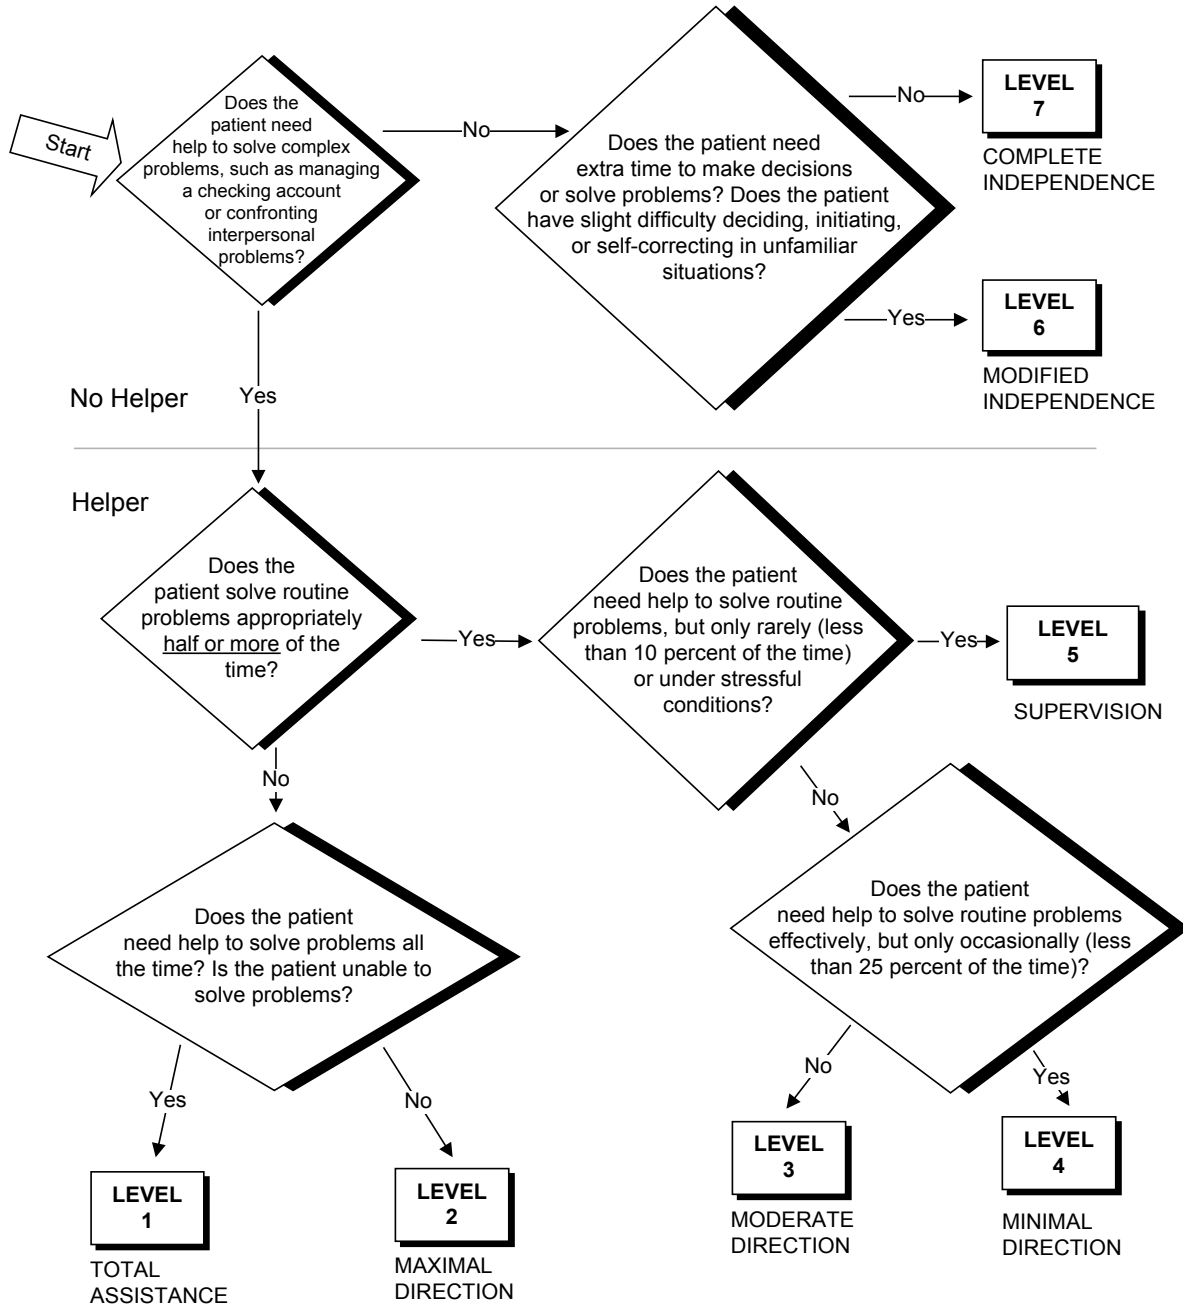 Start
Does the
patient need
help to solve complex
problems, such as managing
a checking account
or confronting
interpersonal
problems?
No
Does the patient need
extra time to make decisions
or solve problems? Does the patient
have slight difficulty deciding, initiating,
or self-correcting in unfamiliar
situations?
No
LEVEL
7
COMPLETE
INDEPENDENCE
Yes
LEVEL
6
MODIFIED
INDEPENDENCE
No Helper
Yes
Helper
Does the
patient solve routine
problems appropriately
half or more of the
time?
Yes
Does the patient
need help to solve routine
problems, but only rarely (less
than 10 percent of the time)
or under stressful
conditions?
Yes
LEVEL
5
SUPERVISION
No
No
Does the patient
need help to solve problems all
the time? Is the patient unable to
solve problems?
Does the patient
need help to solve routine problems
effectively, but only occasionally (less
than 25 percent of the time)?
Yes
No
No
Yes
LEVEL
1
TOTAL
ASSISTANCE
LEVEL
2
MAXIMAL
DIRECTION
LEVEL
3
MODERATE
DIRECTION
LEVEL
4
MINIMAL
DIRECTION